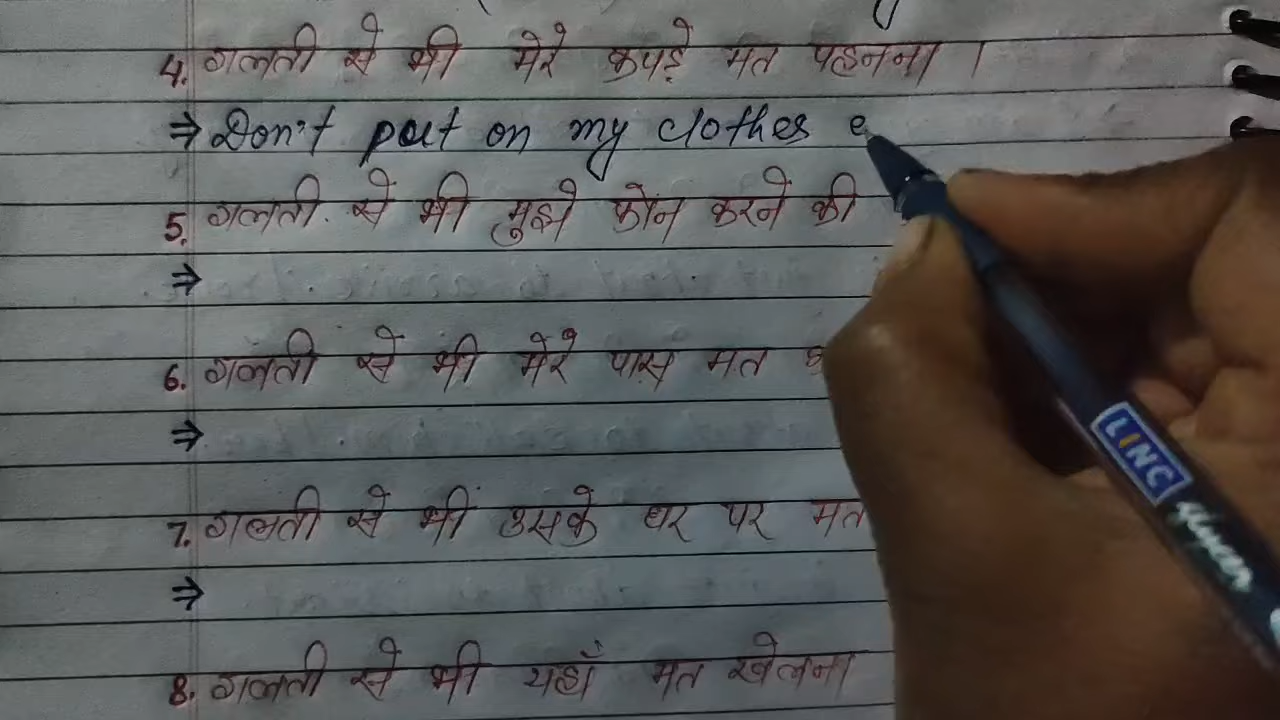 4. गलती से भी मेरे कपड़े मत पहनना ।
⇒ Don't put on my clothes e
5. गलती से भी मुझे फोन करने की
⇒
6. गलती से भी मेरे पास मत
⇒
7. गलती से भी उसके घर पर मत
⇒
8. गलती से भी यहाँ मत खेलना
LINC